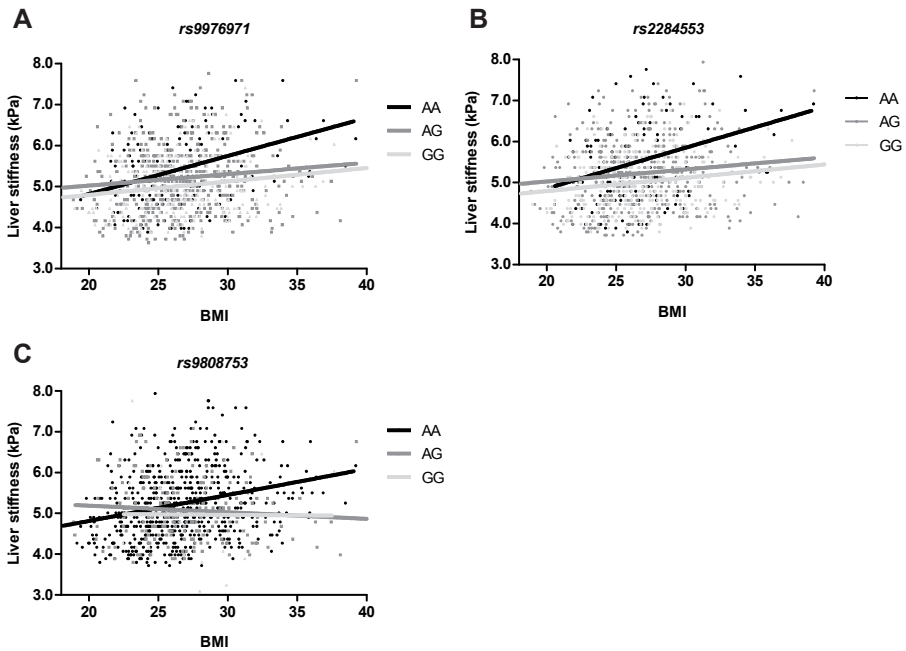 A
rs9976971
8.0
7.0
6.0
5.0
4.0
3.0
Liver stiffness (kPa)
20 25 30 35 40
BMI
AA
AG
GG
B
rs2284553
8.0
7.0
6.0
5.0
4.0
3.0
Liver stiffness (kPa)
20 25 30 35 40
BMI
AA
AG
GG
C
rs9808753
8.0
7.0
6.0
5.0
4.0
3.0
Liver stiffness (kPa)
20 25 30 35 40
BMI
AA
AG
GG